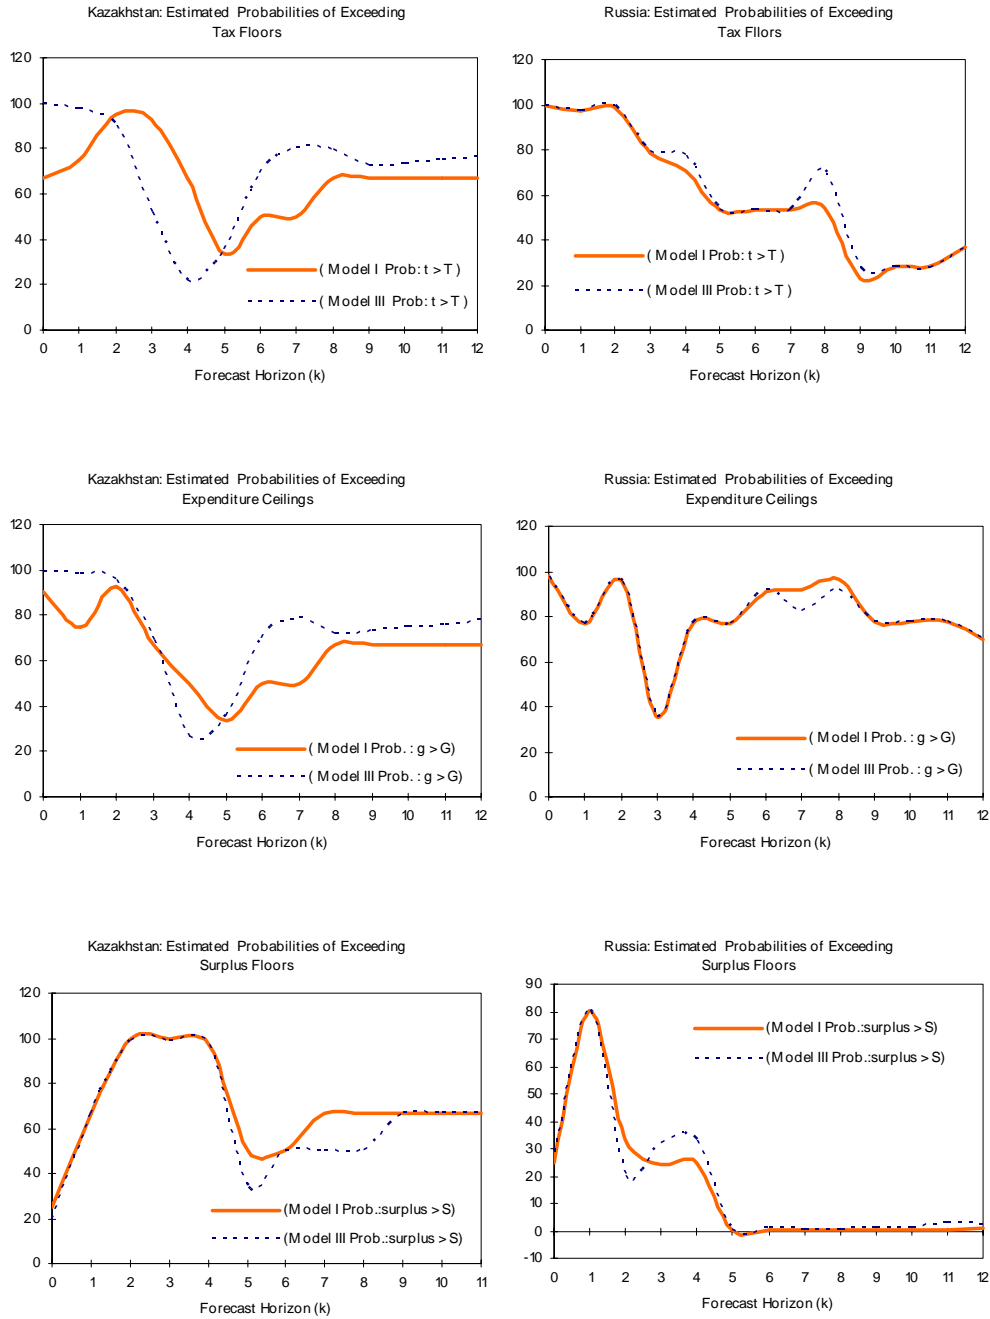 Kazakhstan: Estimated Probabilities of Exceeding
Tax Floors
120
100
80
60
40
20
0
( Model I Prob: t > T )
( Model III Prob: t > T )
0 1 2 3 4 5 6 7 8 9 10 11 12
Forecast Horizon (k)
Russia: Estimated Probabilities of Exceeding
Tax Fllors
120
100
80
60
40
20
0
( Model I Prob: t > T )
( Model III Prob: t > T )
0 1 2 3 4 5 6 7 8 9 10 11 12
Forecast Horizon (k)
Kazakhstan: Estimated Probabilities of Exceeding
Expenditure Ceilings
120
100
80
60
40
20
0
( Model I Prob. : g > G)
( Model III Prob. : g > G)
0 1 2 3 4 5 6 7 8 9 10 11 12
Forecast Horizon (k)
Russia: Estimated Probabilities of Exceeding
Expenditure Ceilings
120
100
80
60
40
20
0
( Model I Prob. : g > G)
( Model III Prob. : g > G)
0 1 2 3 4 5 6 7 8 9 10 11 12
Forecast Horizon (k)
Kazakhstan: Estimated Probabilities of Exceeding
Surplus Floors
120
100
80
60
40
20
0
(Model I Prob.:surplus > S)
(Model III Prob.:surplus > S)
0 1 2 3 4 5 6 7 8 9 10 11
Forecast Horizon (k)
Russia: Estimated Probabilities of Exceeding
Surplus Floors
90
80
70
60
50
40
30
20
10
0
-10
(Model I Prob.:surplus > S)
(Model III Prob.:surplus > S)
0 1 2 3 4 5 6 7 8 9 10 11 12
Forecast Horizon (k)